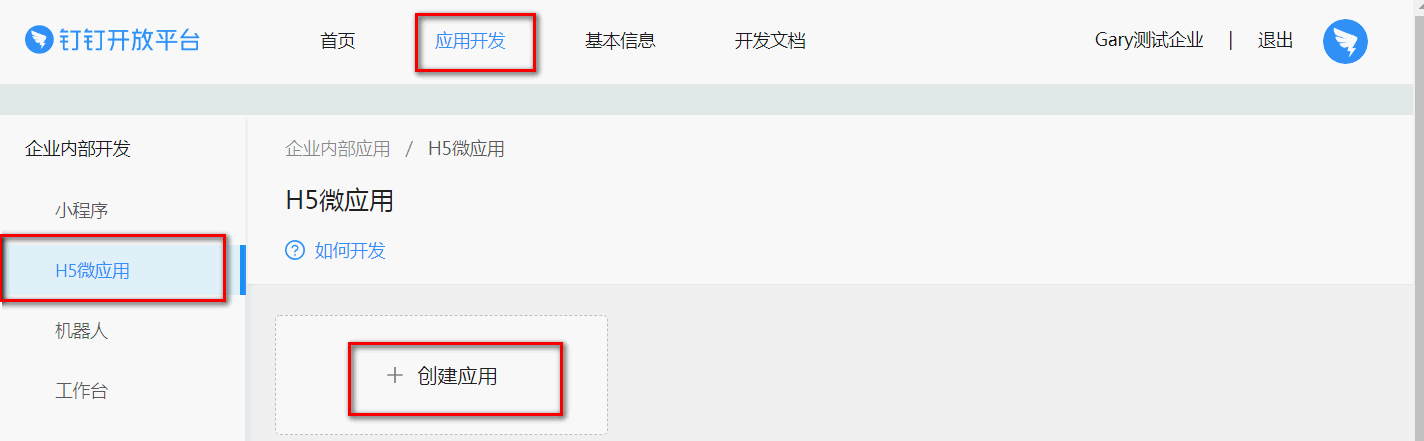 钉钉开放平台 首页 应用开发 基本信息 开发文档 Gary测试企业 | 退出
企业内部开发
小程序
H5微应用
机器人
工作台
企业内部应用 / H5微应用
H5微应用
? 如何开发
+ 创建应用